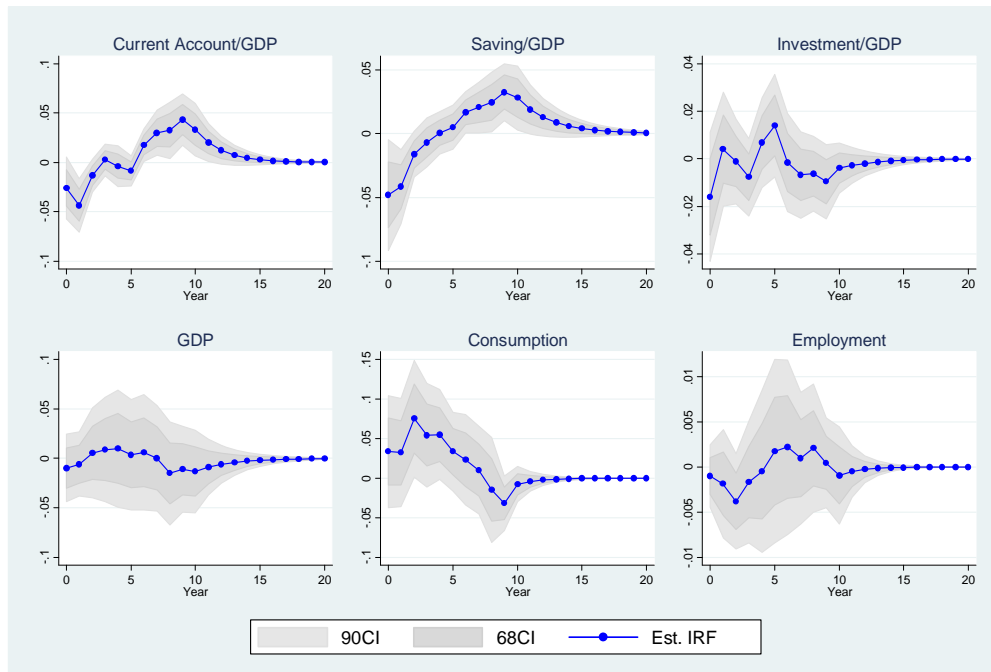 Current Account/GDP
Saving/GDP
Investment/GDP
.1
.05
0
-.05
-.1
0 5 10 15 20
Year
.05
0
-.05
-.1
0 5 10 15 20
Year
.04
.02
0
-.02
-.04
0 5 10 15 20
Year
GDP
Consumption
Employment
.1
.05
0
-.05
-.1
0 5 10 15 20
Year
.15
.1
.05
0
-.05
-.1
0 5 10 15 20
Year
.01
.005
0
-.005
-.01
0 5 10 15 20
Year
90CI 68CI Est. IRF